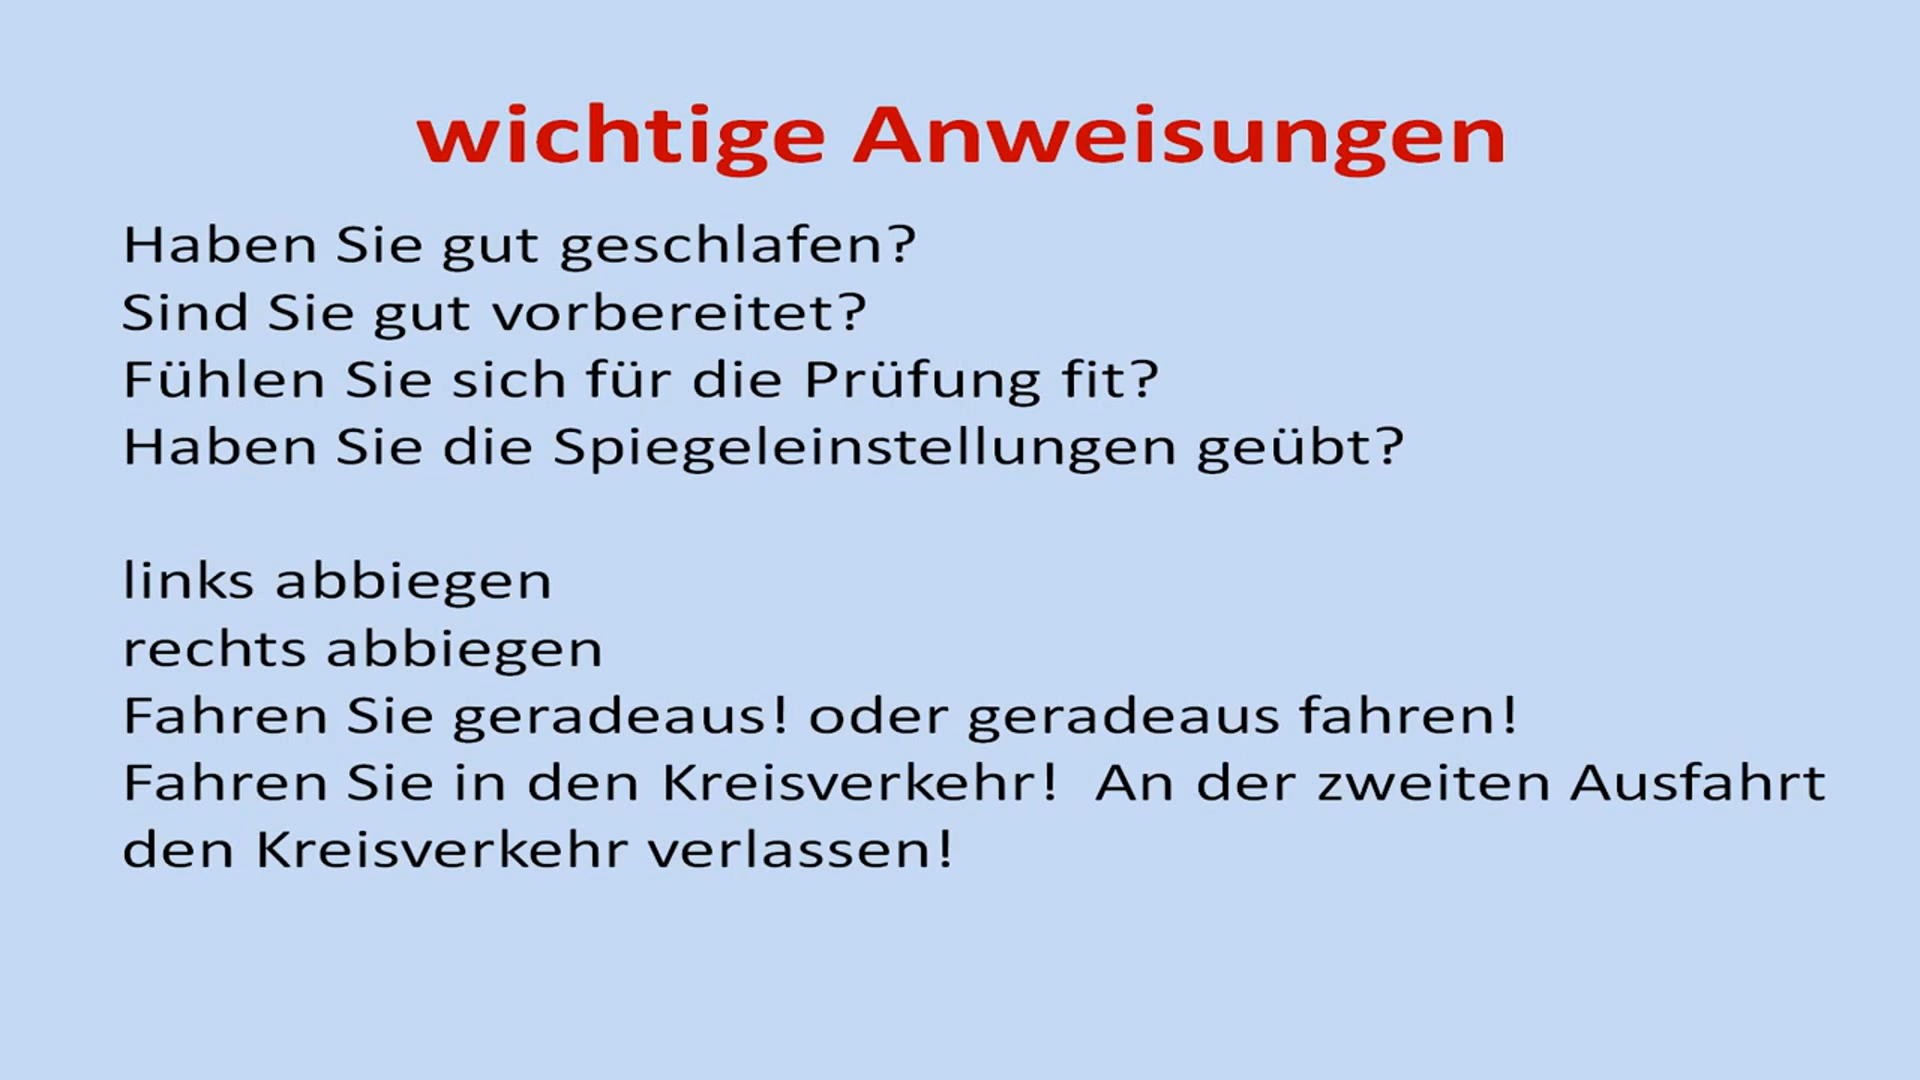 wichtige Anweisungen
Haben Sie gut geschlafen?
Sind Sie gut vorbereitet?
Fühlen Sie sich für die Prüfung fit?
Haben Sie die Spiegeleinstellungen geübt?
links abbiegen
rechts abbiegen
Fahren Sie geradeaus! oder geradeaus fahren!
Fahren Sie in den Kreisverkehr!  An der zweiten Ausfahrt
den Kreisverkehr verlassen!